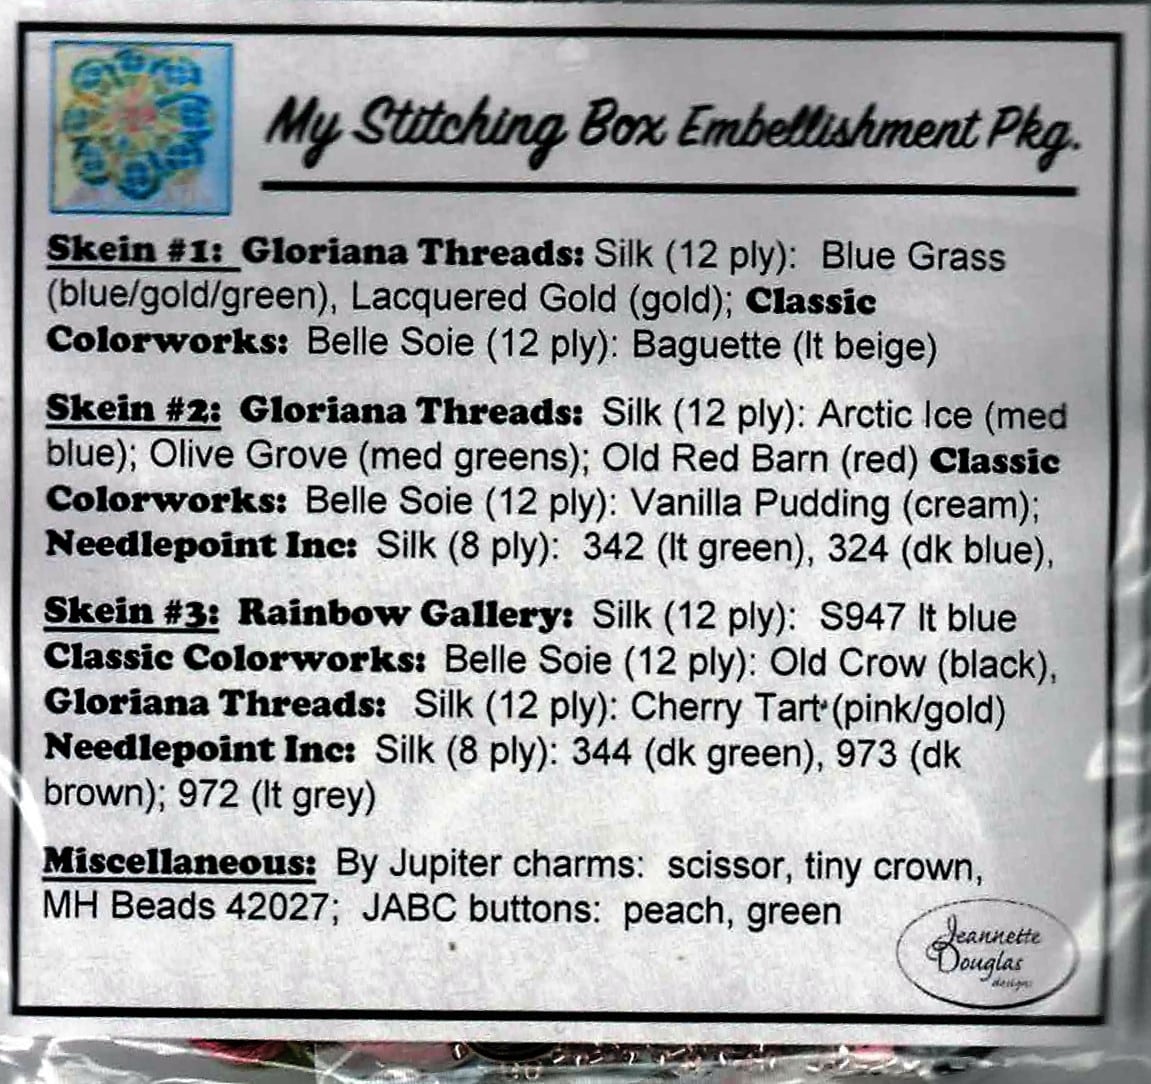 My Stitching Box Embellishment Pkg.
Skein #1: Gloriana Threads: Silk (12 ply): Blue Grass
(blue/gold/green), Lacquered Gold (gold); Classic
Colorworks: Belle Soie (12 ply): Baguette (lt beige)
Skein #2: Gloriana Threads: Silk (12 ply): Arctic Ice (med
blue); Olive Grove (med greens); Old Red Barn (red) Classic
Colorworks: Belle Soie (12 ply): Vanilla Pudding (cream);
Needlepoint Inc: Silk (8 ply): 342 (lt green), 324 (dk blue),
Skein #3: Rainbow Gallery: Silk (12 ply): S947 lt blue
Classic Colorworks: Belle Soie (12 ply): Old Crow (black),
Gloriana Threads: Silk (12 ply): Cherry Tart (pink/gold)
Needlepoint Inc: Silk (8 ply): 344 (dk green), 973 (dk
brown); 972 (lt grey)
Miscellaneous: By Jupiter charms: scissor, tiny crown,
MH Beads 42027; JABC buttons: peach, green
Jeannette
Douglas
designs